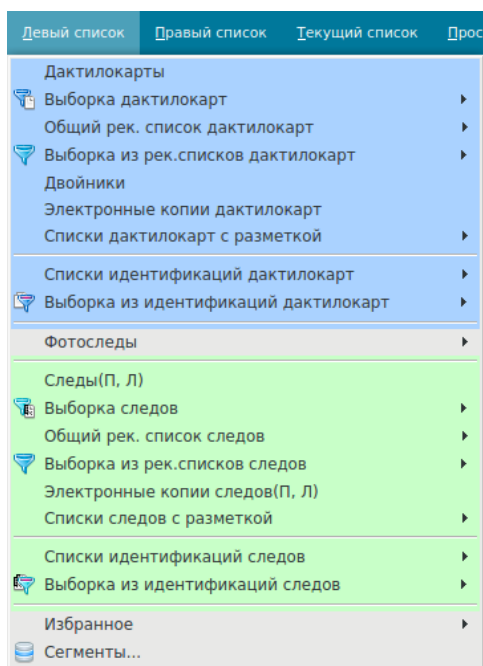 Левый список Правый список Текущий список Прос
Дактилокарты
Выборка дактилокарт
Общий рек. список дактилокарт
Выборка из рек.списков дактилокарт
Двойники
Электронные копии дактилокарт
Списки дактилокарт с разметкой
Списки идентификаций дактилокарт
Выборка из идентификаций дактилокарт
Фотоследы
Следы(П, Л)
Выборка следов
Общий рек. список следов
Выборка из рек.списков следов
Электронные копии следов(П, Л)
Списки следов с разметкой
Списки идентификаций следов
Выборка из идентификаций следов
Избранное
Сегменты...